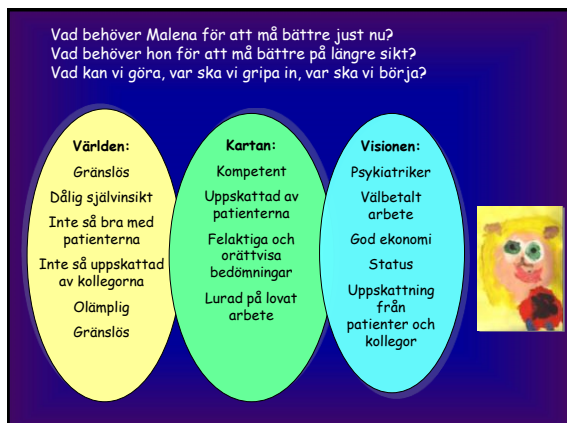 Vad behöver Malena för att må bättre just nu?
Vad behöver hon för att må bättre på längre sikt?
Vad kan vi göra, var ska vi gripa in, var ska vi börja?
Världen:
Gränslös
Dålig självinsikt
Inte så bra med
patienterna
Inte så uppskattad
av kollegorna
Olämplig
Gränslös
Kartan:
Kompetent
Uppskattad av
patienterna
Felaktiga och
orättvisa
bedömningar
Lurad på lovat
arbete
Visionen:
Psykiatriker
Välbetalt
arbete
God ekonomi
Status
Uppskattning
från
patienter och
kollegor